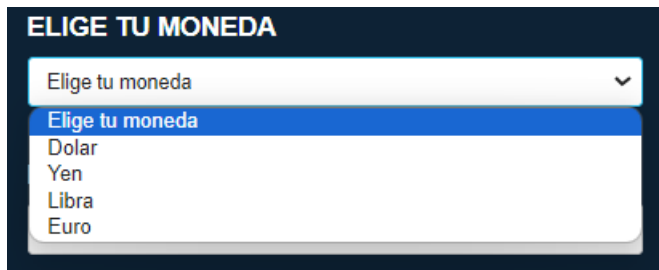 ELIGE TU MONEDA
Elige tu moneda
Elige tu moneda
Dolar
Yen
Libra
Euro